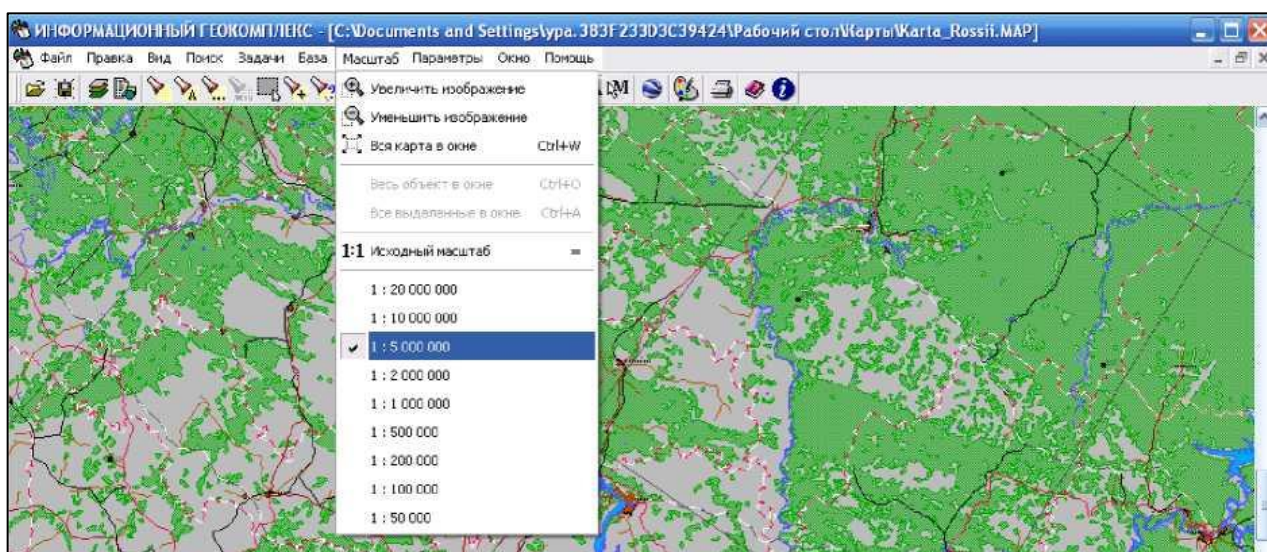 ИНФОРМАЦИОННЫЙ ГЕОКОМПЛЕКС - [C:\Documents and Settings\ypa.383F233D3C39424\Рабочий стол\Карты\Karta_Rossii.MAP]
Файл Правка Вид Поиск Задачи База Масштаб Параметры Окно Помощь
Увеличить изображение
Уменьшить изображение
Вся карта в окне Ctrl+W
Весь объект в окне Ctrl+O
Все выделенные в окне Ctrl+A
1:1 Исходный масштаб =
1 : 20 000 000
1 : 10 000 000
1 : 5 000 000
1 : 2 000 000
1 : 1 000 000
1 : 500 000
1 : 200 000
1 : 100 000
1 : 50 000